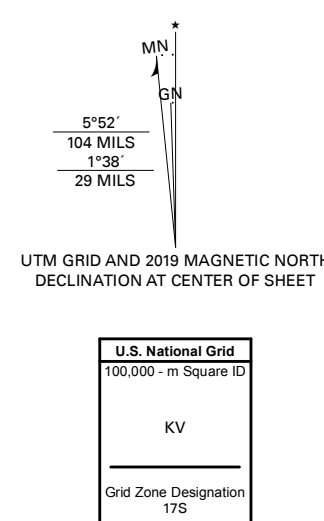 ★
MN
GN
5°52´
104 MILS
1°38´
29 MILS
UTM GRID AND 2019 MAGNETIC NORTH
DECLINATION AT CENTER OF SHEET
U.S. National Grid
100,000 - m Square ID
KV
Grid Zone Designation
17S